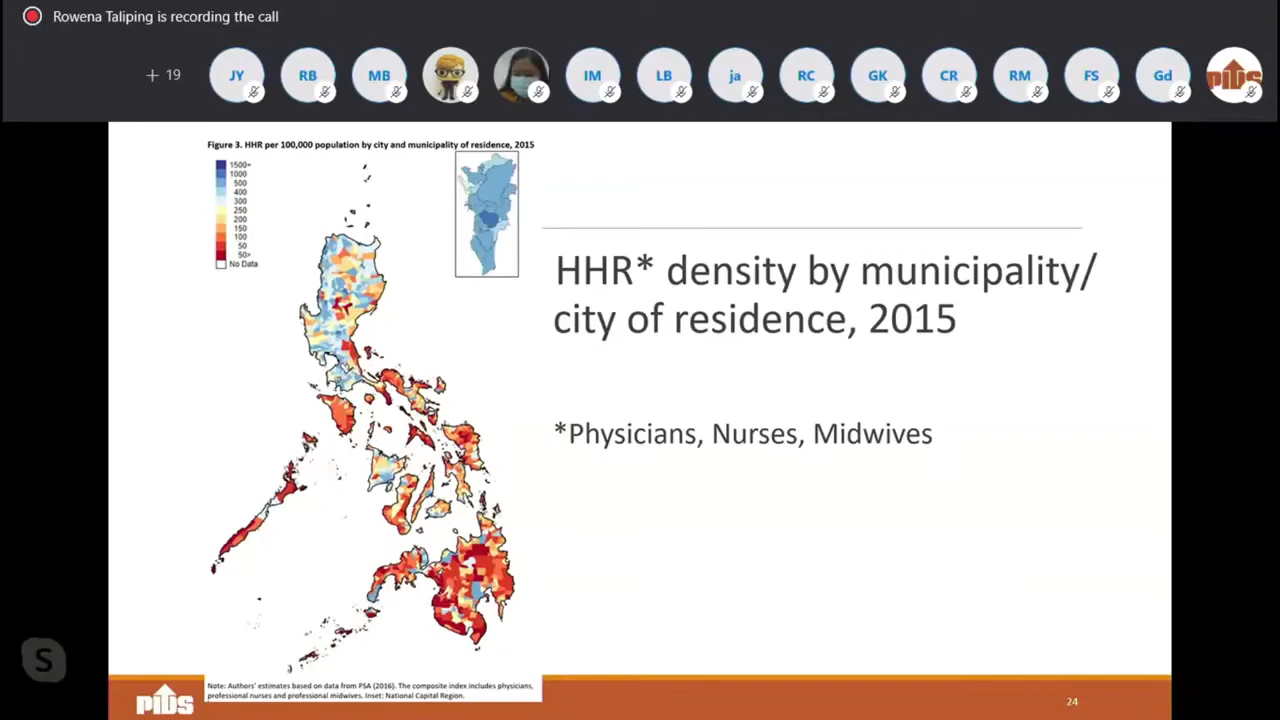 Rowena Taliping is recording the call
+ 19
JY
RB
MB
IM
LB
ja
RC
GK
CR
RM
FS
Gd
PIDS
Figure 3. HHR per 100,000 population by city and municipality of residence, 2015
1500+
1000
500
400
300
250
200
150
100
50
50>
No Data
HHR* density by municipality/
city of residence, 2015
*Physicians, Nurses, Midwives
S
Note: Authors' estimates based on data from PSA (2016). The composite index includes physicians,
professional nurses and professional midwives. Inset: National Capital Region.
PIDS
24